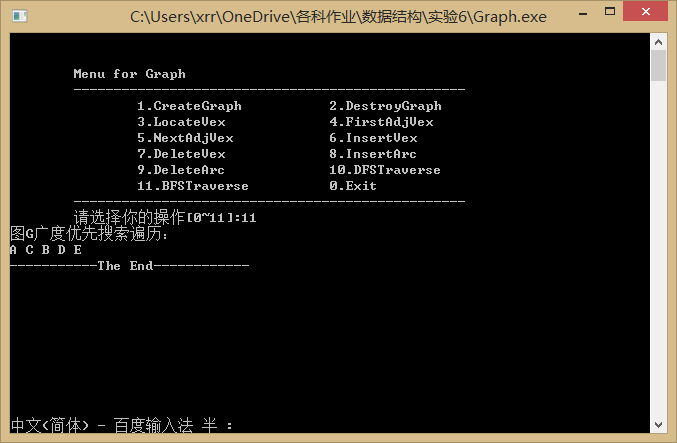 C:\Users\xrr\OneDrive\各科作业\数据结构\实验6\Graph.exe
Menu for Graph
-------------------------------------------------
1.CreateGraph 2.DestroyGraph
3.LocateVex 4.FirstAdjVex
5.NextAdjVex 6.InsertVex
7.DeleteVex 8.InsertArc
9.DeleteArc 10.DFSTraverse
11.BFSTraverse 0.Exit
-------------------------------------------------
请选择你的操作[0~11]:11
图G广度优先搜索遍历:
A C B D E
-----------The End------------
中文(简体) - 百度输入法 半 :